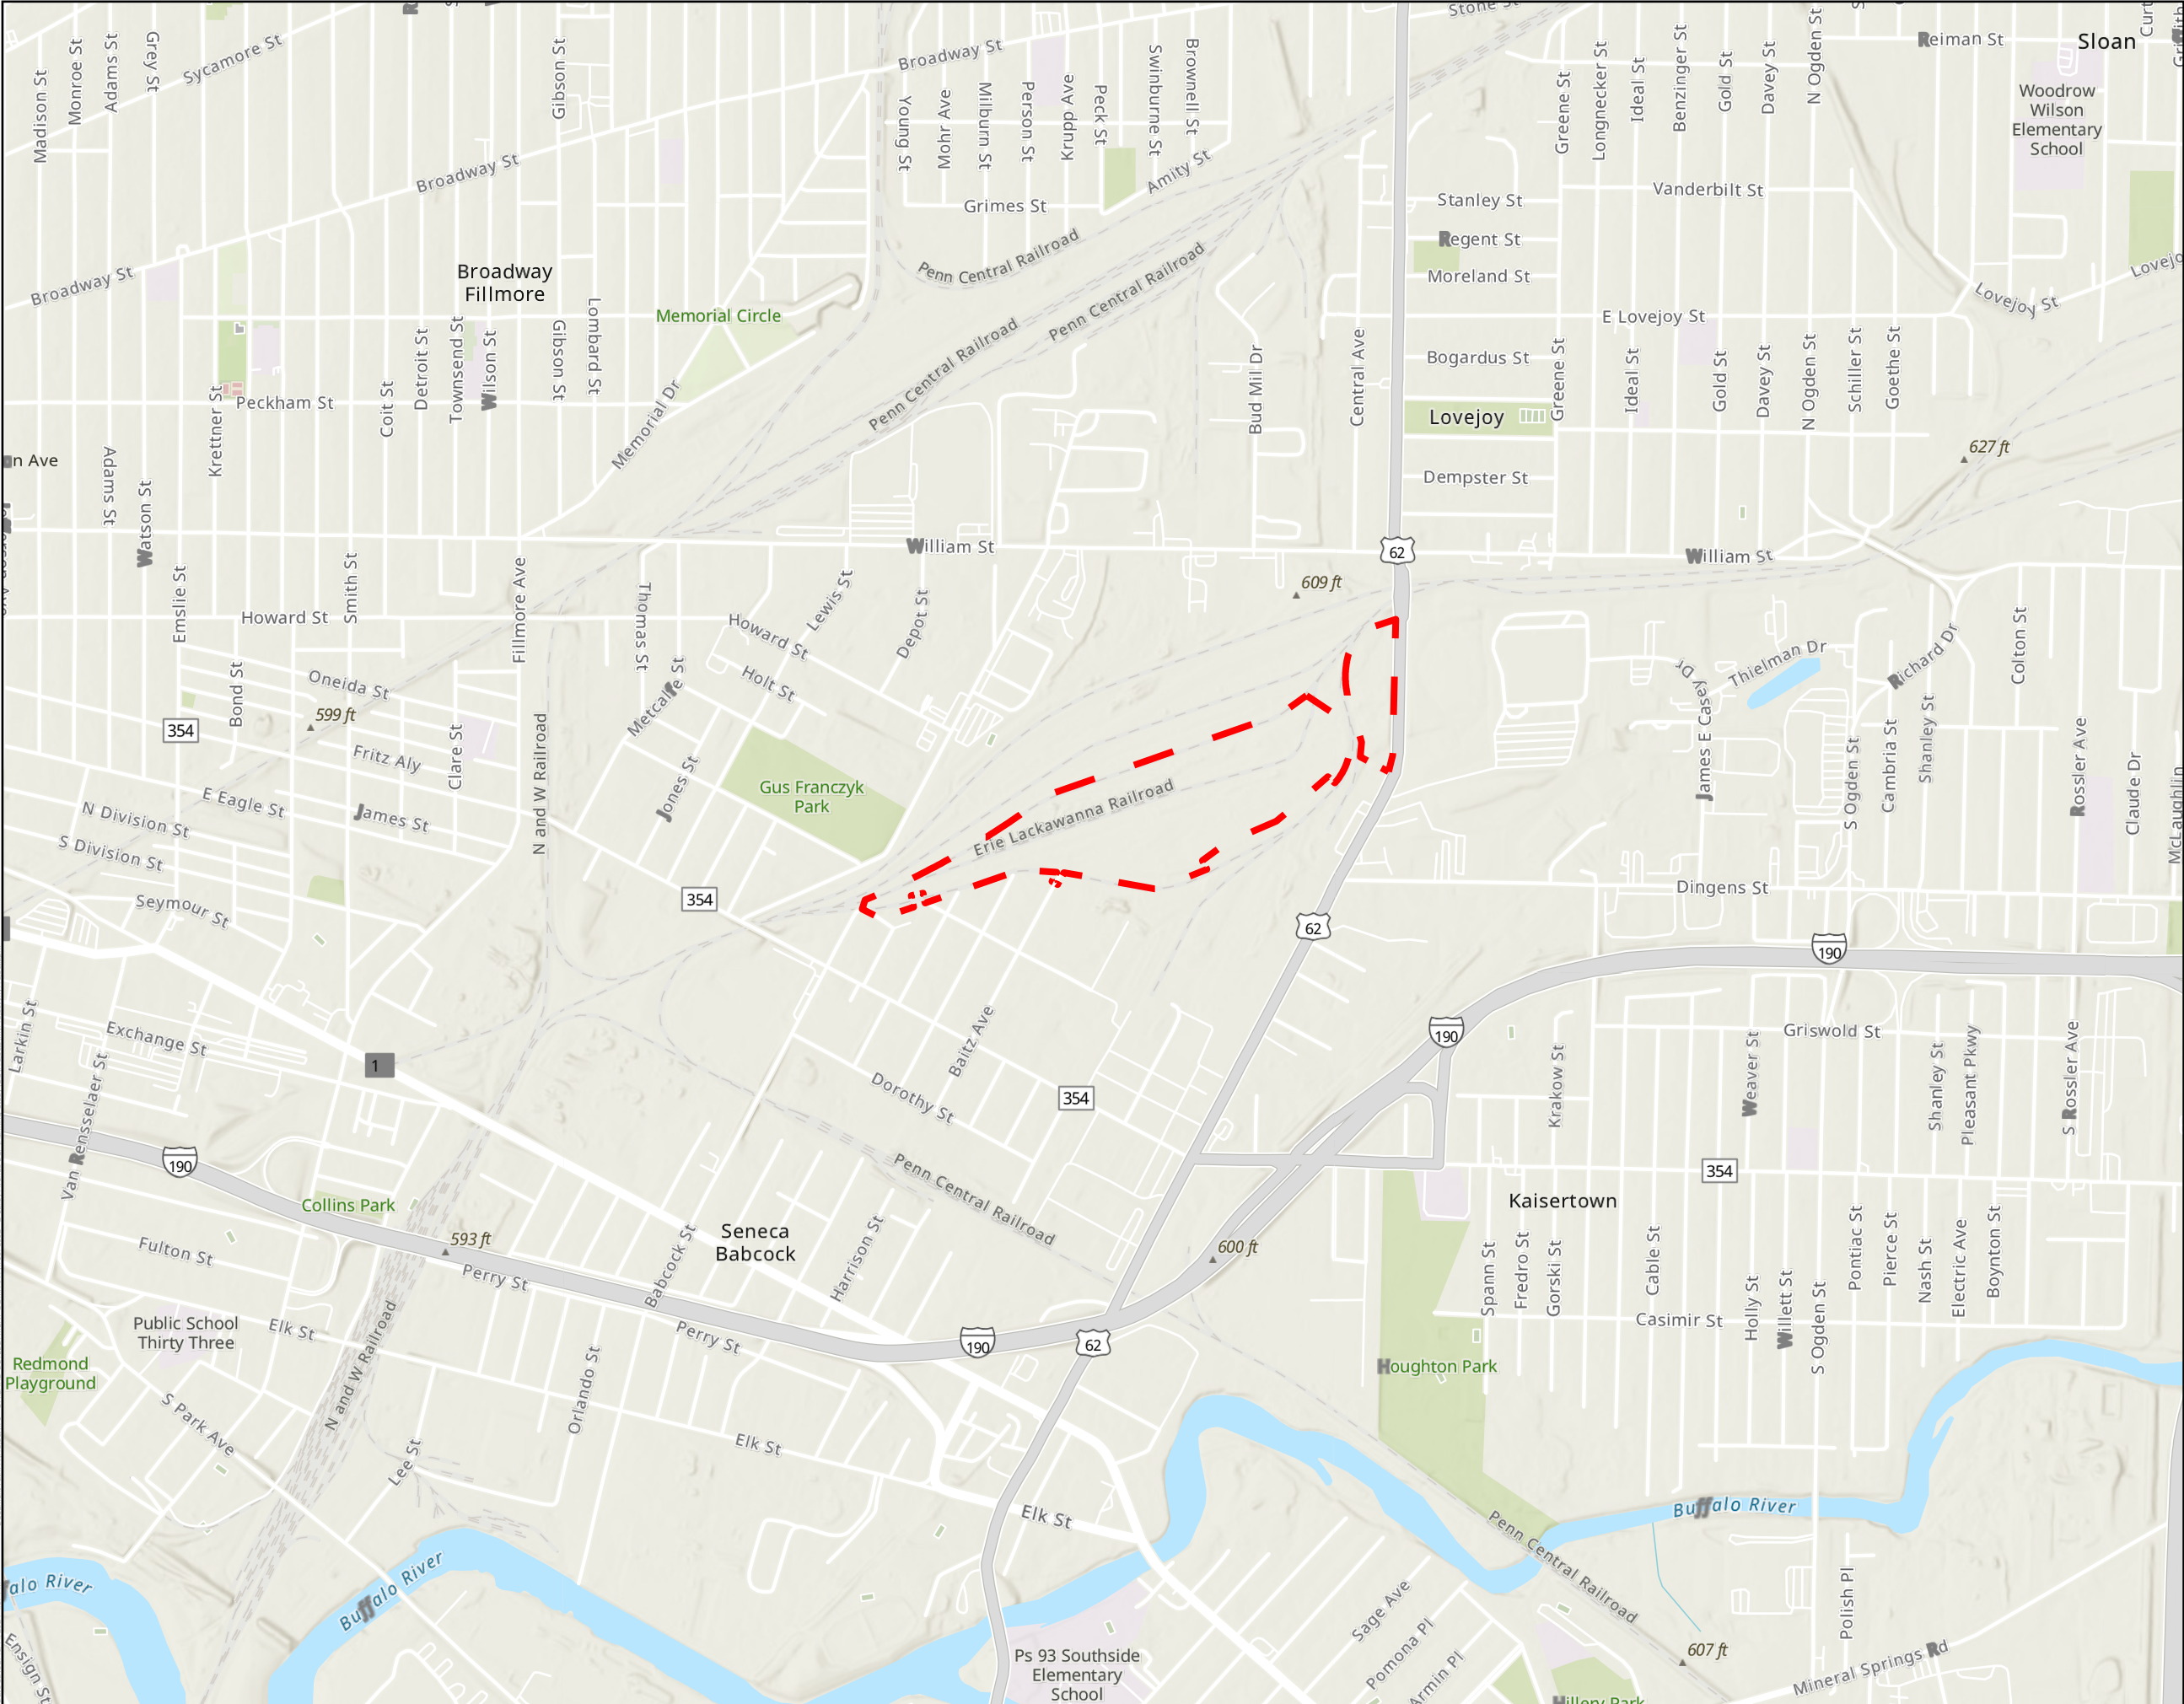 Stone St
Sloan
Reiman St
Madison St
Monroe St
Adams St
Grey St
Sycamore St
Gibson St
Broadway St
Young St
Mohr Ave
Milburn St
Person St
Krupp Ave
Peck St
Swinburne St
Brownell St
Amity St
Greene St
Longnecker St
Ideal St
Benzinger St
Gold St
Davey St
N Ogden St
Woodrow
Wilson
Elementary
School
Broadway St
Grimes St
Stanley St
Vanderbilt St
Regent St
Moreland St
Penn Central Railroad
Penn Central Railroad
Penn Central Railroad
Broadway St
Broadway
Fillmore
Memorial Circle
E Lovejoy St
Lovejoy St
Krettner St
Peckham St
Coit St
Detroit St
Townsend St
Wilson St
Gibson St
Lombard St
Memorial Dr
Bud Mil Dr
Central Ave
Bogardus St
Lovejoy
Dempster St
Greene St
Ideal St
Gold St
Davey St
N Ogden St
Schiller St
Goethe St
627 ft
n Ave
Adams St
Watson St
William St
62
William St
609 ft
Emslie St
Howard St
Smith St
Fillmore Ave
Thomas St
Howard St
Lewis St
Depot St
Holt St
Metcalfe St
Bond St
Oneida St
599 ft
354
Fritz Aly
Clare St
N and W Railroad
Jones St
Gus Franczyk
Park
Erie Lackawanna Railroad
Thielman Dr
Richard Dr
Colton St
James E Casey Dr
S Ogden St
Cambria St
Shanley St
Rossler Ave
Claude Dr
McLaughlin
E Eagle St
N Division St
James St
S Division St
Seymour St
354
Dingens St
62
190
190
Larkin St
Exchange St
Van Rensselaer St
1
Baitz Ave
Dorothy St
354
Griswold St
Krakow St
Weaver St
Shanley St
Pleasant Pkwy
S Rossler Ave
190
Penn Central Railroad
354
Kaisertown
Collins Park
593 ft
Fulton St
Perry St
Babcock St
Seneca
Babcock
Harrison St
600 ft
Spann St
Fredro St
Gorski St
Cable St
Holly St
Willett St
S Ogden St
Pontiac St
Pierce St
Nash St
Electric Ave
Boynton St
Casimir St
Public School
Thirty Three
Elk St
N and W Railroad
Perry St
190
62
Redmond
Playground
Houghton Park
S Park Ave
Orlando St
Lee St
Elk St
Elk St
Buffalo River
Penn Central Railroad
Buffalo River
alo River
Ensign St
Ps 93 Southside
Elementary
School
Sage Ave
Pomona Pl
Armin Pl
607 ft
Polish Pl
Mineral Springs Rd
Hillery Park